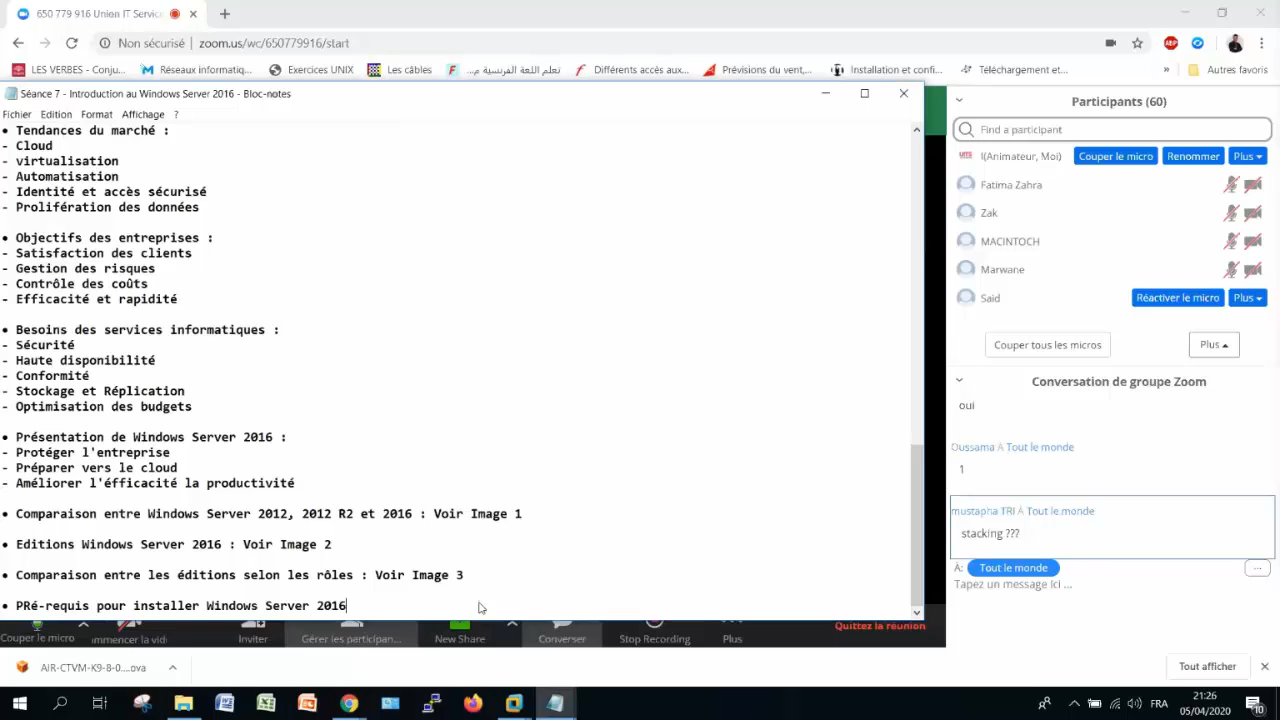 650 779 916 Union IT Servic
Non sécurisé | zoom.us/wc/650779916/start
LES VERBES - Conju...
Réseaux informatiq...
Exercices UNIX
Les câbles
تعلم اللغة الفرنسية م...
Différents accès aux...
Prévisions du vent,...
Installation et confi...
Téléchargement et...
»
Autres favoris
Séance 7 - Introduction au Windows Server 2016 - Bloc-notes
Fichier Edition Format Affichage ?
• Tendances du marché :
- Cloud
- virtualisation
- Automatisation
- Identité et accès sécurisé
- Prolifération des données
• Objectifs des entreprises :
- Satisfaction des clients
- Gestion des risques
- Contrôle des coûts
- Efficacité et rapidité
• Besoins des services informatiques :
- Sécurité
- Haute disponibilité
- Conformité
- Stockage et Réplication
- Optimisation des budgets
• Présentation de Windows Server 2016 :
- Protéger l'entreprise
- Préparer vers le cloud
- Améliorer l'éfficacité la productivité
• Comparaison entre Windows Server 2012, 2012 R2 et 2016 : Voir Image 1
• Editions Windows Server 2016 : Voir Image 2
• Comparaison entre les éditions selon les rôles : Voir Image 3
• PRé-requis pour installer Windows Server 2016
Participants (60)
Find a participant
I(Animateur, Moi) Couper le micro Renommer Plus
Fatima Zahra
Zak
MACINTOCH
Marwane
Said Réactiver le micro Plus
Couper tous les micros Plus
Conversation de groupe Zoom
oui
Oussama À Tout le monde
1
mustapha TRI À Tout le monde
stacking ???
À: Tout le monde ...
Tapez un message ici ...
Couper le micro
ommencer la vid
Inviter
Gérer les participan...
New Share
Converser
Stop Recording
Plus
Quittez la réunion
AIR-CTVM-K9-8-0....ova
Tout afficher
FRA
21:26
05/04/2020
10